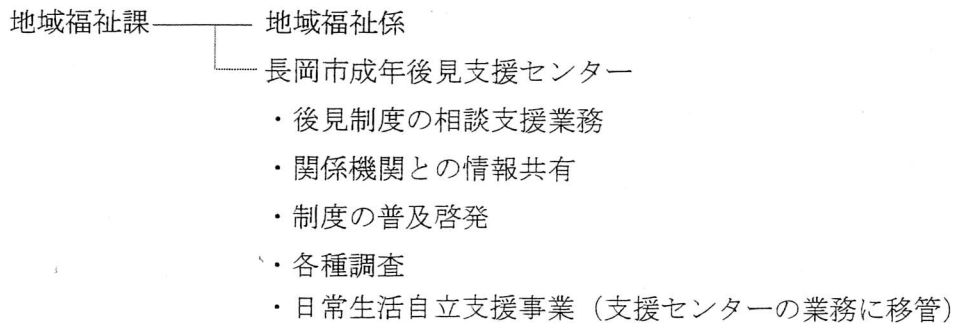 地域福祉課 地域福祉係
長岡市成年後見支援センター
・後見制度の相談支援業務
・関係機関との情報共有
・制度の普及啓発
・各種調査
・日常生活自立支援事業（支援センターの業務に移管）